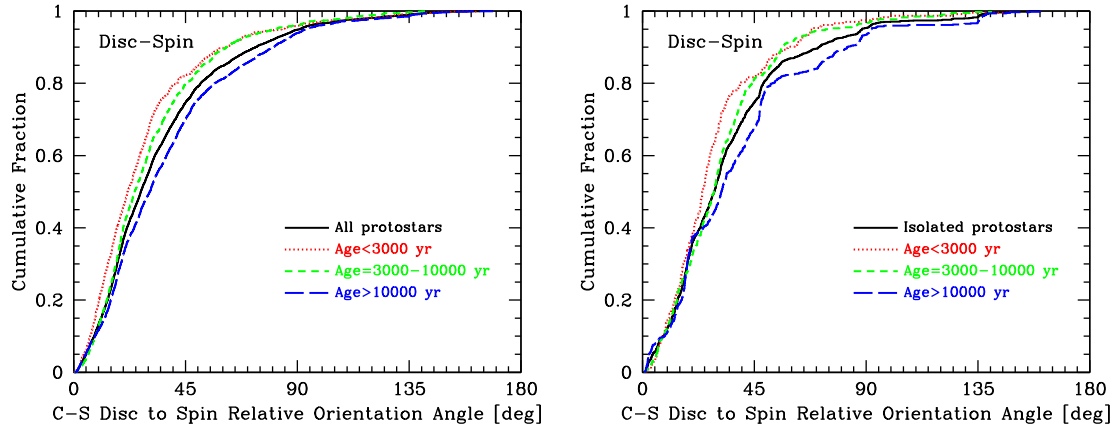 Disc-Spin
Cumulative Fraction
1
0.8
0.6
0.4
0.2
0
All protostars
Age<3000 yr
Age=3000-10000 yr
Age>10000 yr
0 45 90 135 180
C-S Disc to Spin Relative Orientation Angle [deg]
Disc-Spin
Cumulative Fraction
1
0.8
0.6
0.4
0.2
0
Isolated protostars
Age<3000 yr
Age=3000-10000 yr
Age>10000 yr
0 45 90 135 180
C-S Disc to Spin Relative Orientation Angle [deg]